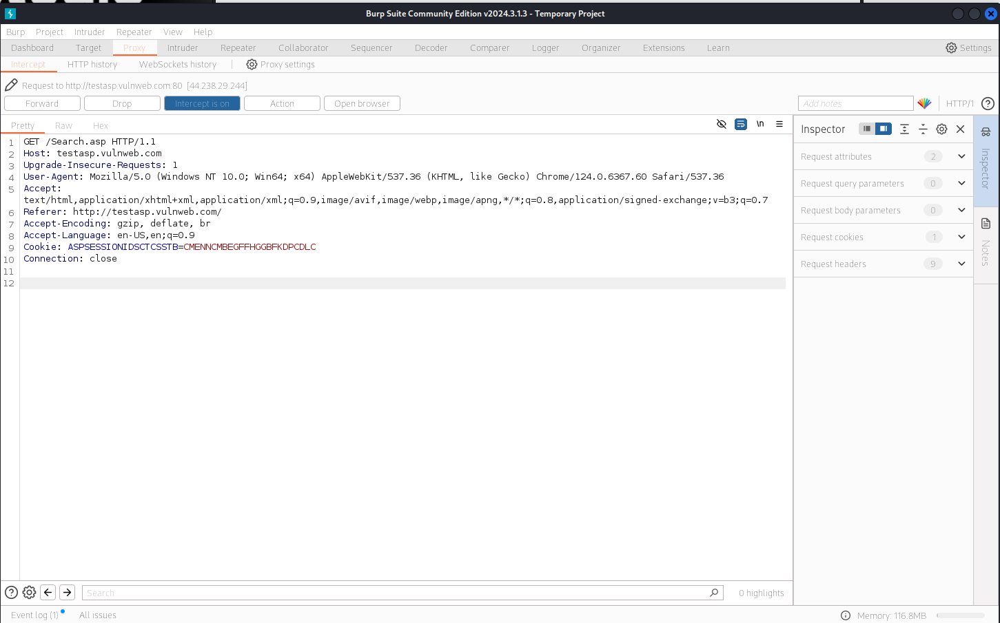 Burp Suite Community Edition v2024.3.1.3 - Temporary Project
Burp Project Intruder Repeater View Help
Dashboard Target Proxy Intruder Repeater Collaborator Sequencer Decoder Comparer Logger Organizer Extensions Learn Settings
Intercept HTTP history WebSockets history Proxy settings
Request to http://testasp.vulnweb.com:80 [44.238.29.244]
Forward Drop Intercept is on Action Open browser Add notes HTTP/1
Pretty Raw Hex \n
1 GET /Search.asp HTTP/1.1
2 Host: testasp.vulnweb.com
3 Upgrade-Insecure-Requests: 1
4 User-Agent: Mozilla/5.0 (Windows NT 10.0; Win64; x64) AppleWebKit/537.36 (KHTML, like Gecko) Chrome/124.0.6367.60 Safari/537.36
5 Accept:
text/html,application/xhtml+xml,application/xml;q=0.9,image/avif,image/webp,image/apng,*/*;q=0.8,application/signed-exchange;v=b3;q=0.7
6 Referer: http://testasp.vulnweb.com/
7 Accept-Encoding: gzip, deflate, br
8 Accept-Language: en-US,en;q=0.9
9 Cookie: ASPSESSIONIDSCTCSSTB=CMENNCMBEGFFHGGBFKDPCDLC
10 Connection: close
11
12
Inspector
Request attributes 2
Request query parameters 0
Request body parameters 0
Request cookies 1
Request headers 9
Inspector
Notes
Search 0 highlights
Event log (1) All issues Memory: 116.8MB